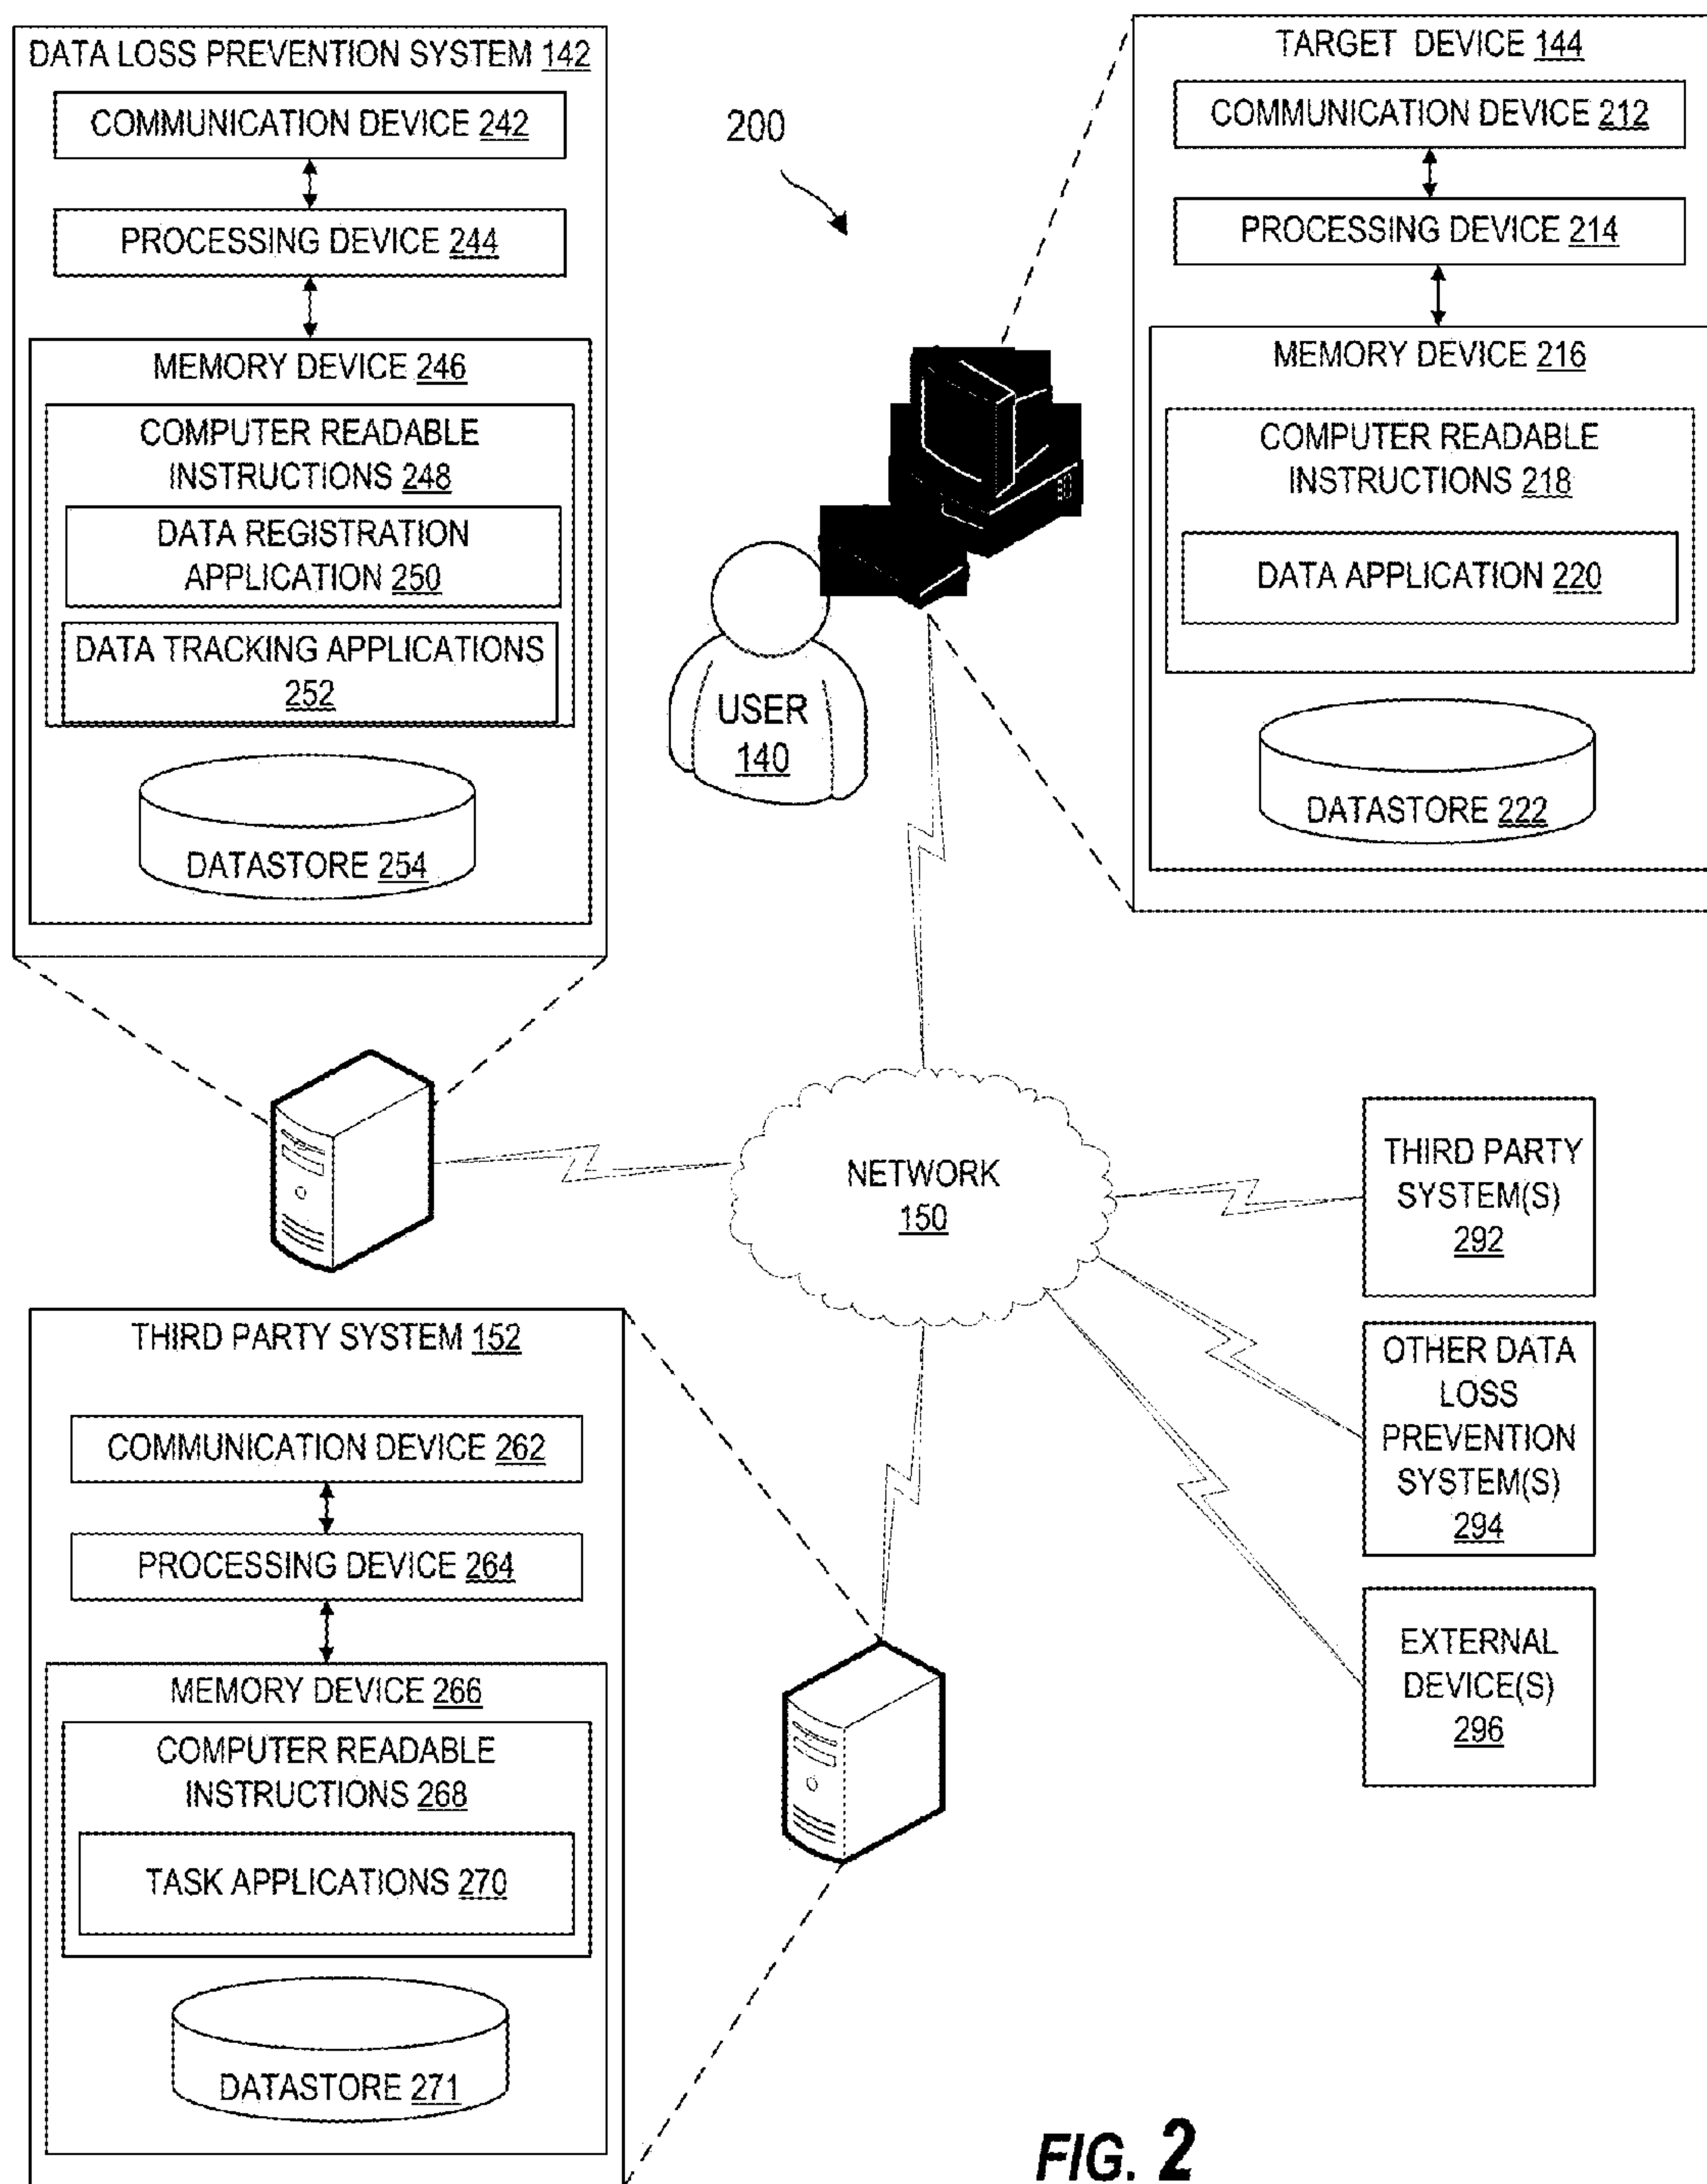 DATA LOSS PREVENTION SYSTEM 142
COMMUNICATION DEVICE 242
PROCESSING DEVICE 244
MEMORY DEVICE 246
COMPUTER READABLE
INSTRUCTIONS 248
DATA REGISTRATION
APPLICATION 250
DATA TRACKING APPLICATIONS
252
DATASTORE 254
200
USER
140
TARGET DEVICE 144
COMMUNICATION DEVICE 212
PROCESSING DEVICE 214
MEMORY DEVICE 216
COMPUTER READABLE
INSTRUCTIONS 218
DATA APPLICATION 220
DATASTORE 222
NETWORK
150
THIRD PARTY
SYSTEM(S)
292
OTHER DATA
LOSS
PREVENTION
SYSTEM(S)
294
EXTERNAL
DEVICE(S)
296
THIRD PARTY SYSTEM 152
COMMUNICATION DEVICE 262
PROCESSING DEVICE 264
MEMORY DEVICE 266
COMPUTER READABLE
INSTRUCTIONS 268
TASK APPLICATIONS 270
DATASTORE 271
FIG. 2